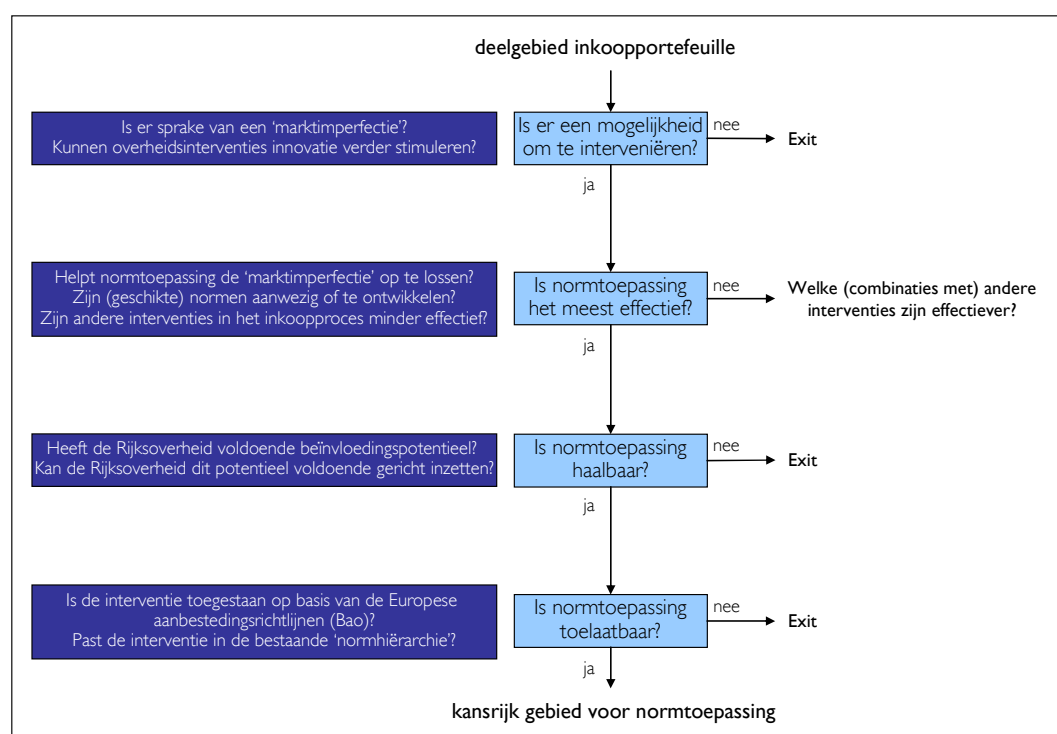 deelgebied inkoopportefeuille
Is er sprake van een ‘marktimperfectie’?
Kunnen overheidsinterventies innovatie verder stimuleren?
Is er een mogelijkheid
om te interveniëren?
nee
Exit
ja
Helpt normtoepassing de ‘marktimperfectie’ op te lossen?
Zijn (geschikte) normen aanwezig of te ontwikkelen?
Zijn andere interventies in het inkoopproces minder effectief?
Is normtoepassing
het meest effectief?
nee
Welke (combinaties met) andere
interventies zijn effectiever?
ja
Heeft de Rijksoverheid voldoende beïnvloedingspotentieel?
Kan de Rijksoverheid dit potentieel voldoende gericht inzetten?
Is normtoepassing
haalbaar?
nee
Exit
ja
Is de interventie toegestaan op basis van de Europese
aanbestedingsrichtlijnen (Bao)?
Past de interventie in de bestaande ‘normhiërarchie’?
Is normtoepassing
toelaatbaar?
nee
Exit
ja
kansrijk gebied voor normtoepassing